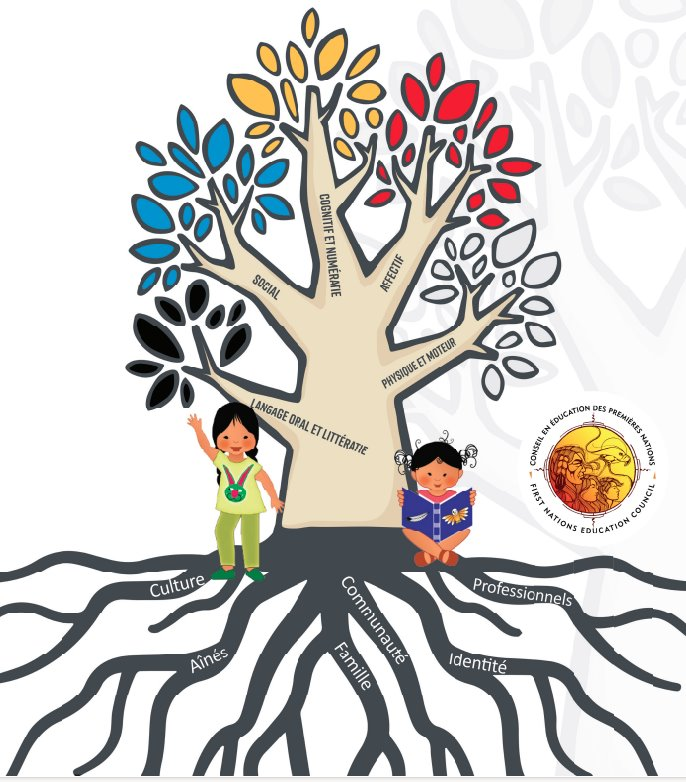 COGNITIF ET NUMÉRATIE
SOCIAL
AFFECTIF
PHYSIQUE ET MOTEUR
LANGAGE ORAL ET LITTÉRATIE
CONSEIL EN ÉDUCATION DES PREMIÈRES NATIONS
FIRST NATIONS EDUCATION COUNCIL
Culture
Communauté
Professionnels
Aînés
Famille
Identité